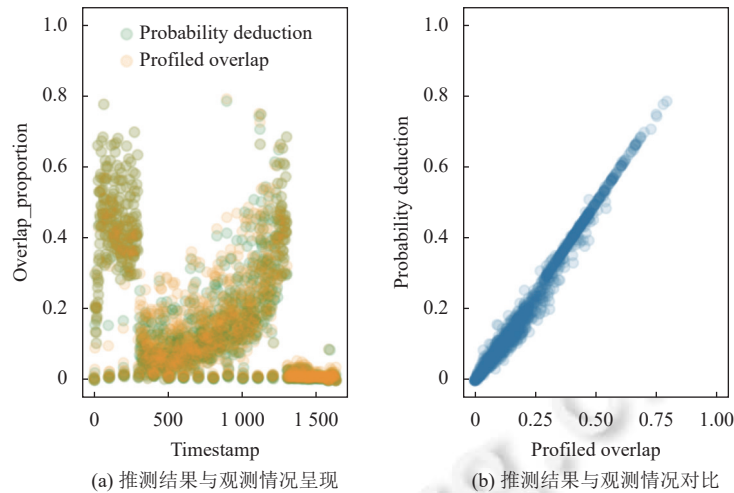 1.0
0.8
0.6
0.4
0.2
0
Overlap_proportion
Probability deduction
Profiled overlap
0
500
1 000
1 500
Timestamp
(a) 推测结果与观测情况呈现
1.0
0.8
0.6
0.4
0.2
0
Probability deduction
0
0.25
0.50
0.75
1.00
Profiled overlap
(b) 推测结果与观测情况对比